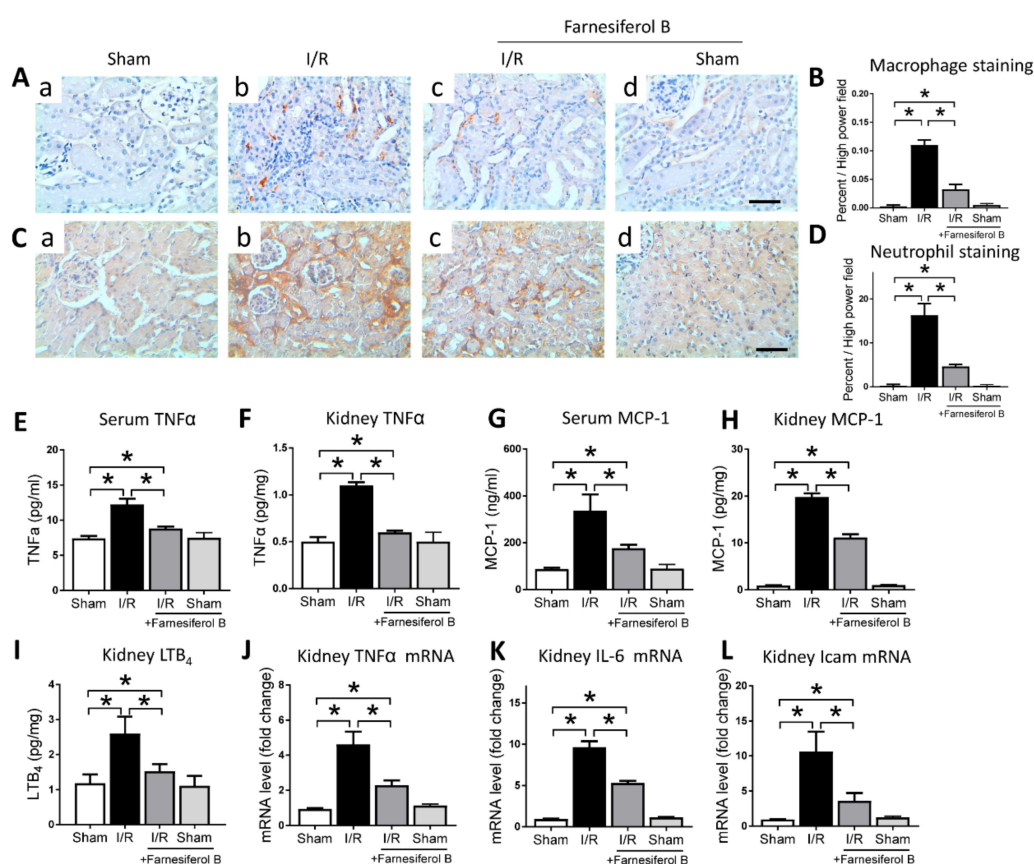 Farnesiferol B
Sham I/R I/R Sham
A a b c d
B Macrophage staining
Percent / High power field
0.20
0.15
0.10
0.05
0.00
* * *
Sham I/R I/R Sham
+Farnesiferol B
C a b c d
D Neutrophil staining
Percent / High power field
20
10
0
* * *
Sham I/R I/R Sham
+Farnesiferol B
E Serum TNFα
TNFa (pg/ml)
20
15
10
5
0
* * *
Sham I/R I/R Sham
+Farnesiferol B
F Kidney TNFα
TNFα (pg/mg)
1.5
1.0
0.5
0.0
* * *
Sham I/R I/R Sham
+Farnesiferol B
G Serum MCP-1
MCP-1 (ng/ml)
600
400
200
0
* * *
Sham I/R I/R Sham
+Farnesiferol B
H Kidney MCP-1
MCP-1 (pg/mg)
30
20
10
0
* * *
Sham I/R I/R Sham
+Farnesiferol B
I Kidney LTB4
LTB4 (pg/mg)
4
3
2
1
0
* * *
Sham I/R I/R Sham
+Farnesiferol B
J Kidney TNFα mRNA
mRNA level (fold change)
8
6
4
2
0
* * *
Sham I/R I/R Sham
+Farnesiferol B
K Kidney IL-6 mRNA
mRNA level (fold change)
15
10
5
0
* * *
Sham I/R I/R Sham
+Farnesiferol B
L Kidney Icam mRNA
mRNA level (fold change)
20
15
10
5
0
* * *
Sham I/R I/R Sham
+Farnesiferol B